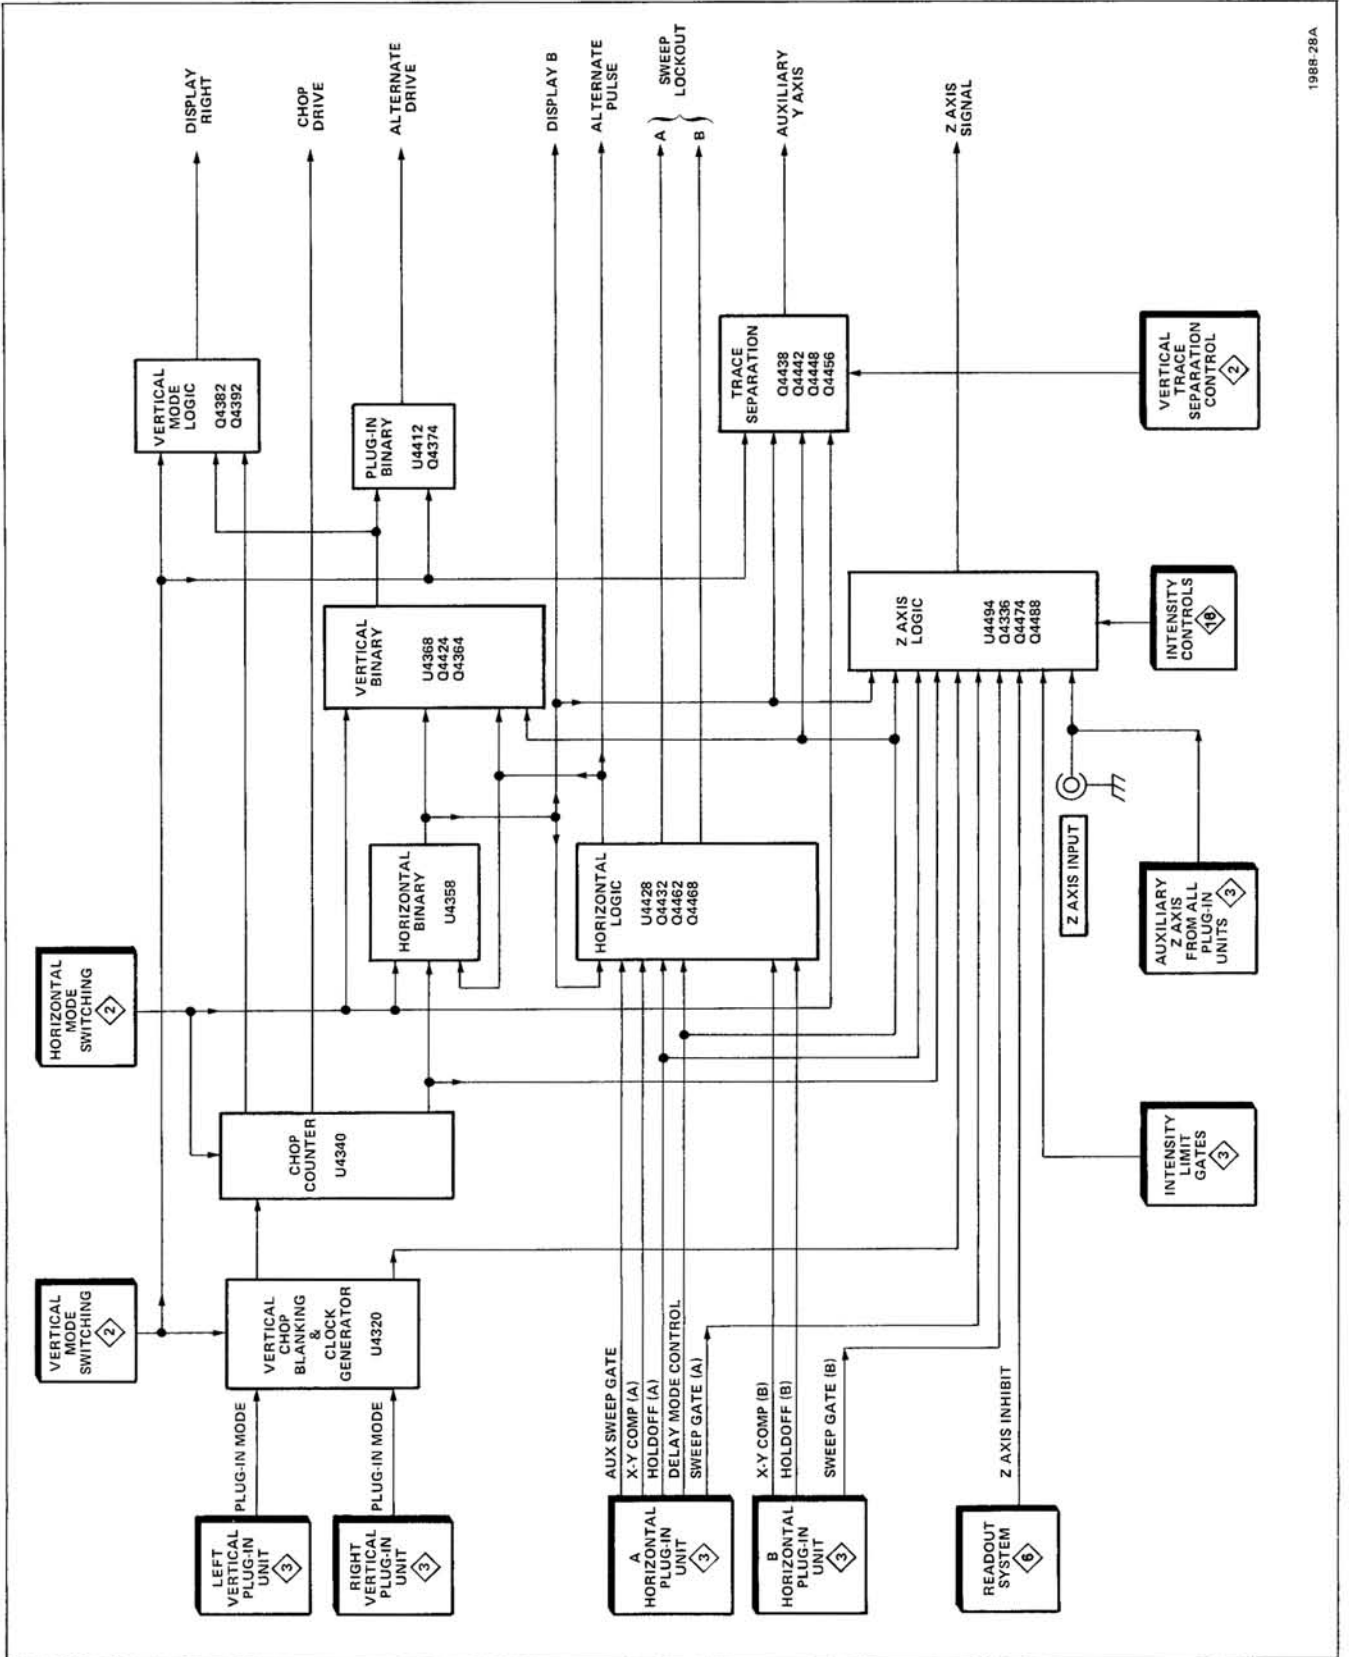 VERTICAL
MODE
SWITCHING
2
HORIZONTAL
MODE
SWITCHING
2
LEFT
VERTICAL
PLUG-IN
UNIT
3
PLUG-IN MODE
RIGHT
VERTICAL
PLUG-IN
UNIT
3
PLUG-IN MODE
VERTICAL
CHOP
BLANKING
&
CLOCK
GENERATOR
U4320
CHOP
COUNTER
U4340
HORIZONTAL
BINARY
U4358
VERTICAL
BINARY
U4368
Q4424
Q4364
VERTICAL
MODE
LOGIC
Q4382
Q4392
PLUG-IN
BINARY
U4412
Q4374
DISPLAY
RIGHT
CHOP
DRIVE
ALTERNATE
DRIVE
DISPLAY B
ALTERNATE
PULSE
A
B
SWEEP
LOCKOUT
AUXILIARY
Y AXIS
Z AXIS
SIGNAL
A
HORIZONTAL
PLUG-IN
UNIT
3
AUX SWEEP GATE
X-Y COMP (A)
HOLDOFF (A)
DELAY MODE CONTROL
SWEEP GATE (A)
B
HORIZONTAL
PLUG-IN
UNIT
3
X-Y COMP (B)
HOLDOFF (B)
SWEEP GATE (B)
HORIZONTAL
LOGIC
U4428
Q4432
Q4462
Q4468
TRACE
SEPARATION
Q4438
Q4442
Q4448
Q4456
Z AXIS
LOGIC
U4494
Q4336
Q4474
Q4488
READOUT
SYSTEM
6
Z AXIS INHIBIT
INTENSITY
LIMIT
GATES
3
Z AXIS INPUT
AUXILIARY
Z AXIS
FROM ALL
PLUG-IN
UNITS
3
INTENSITY
CONTROLS
18
VERTICAL
TRACE
SEPARATION
CONTROL
2
1988-28A